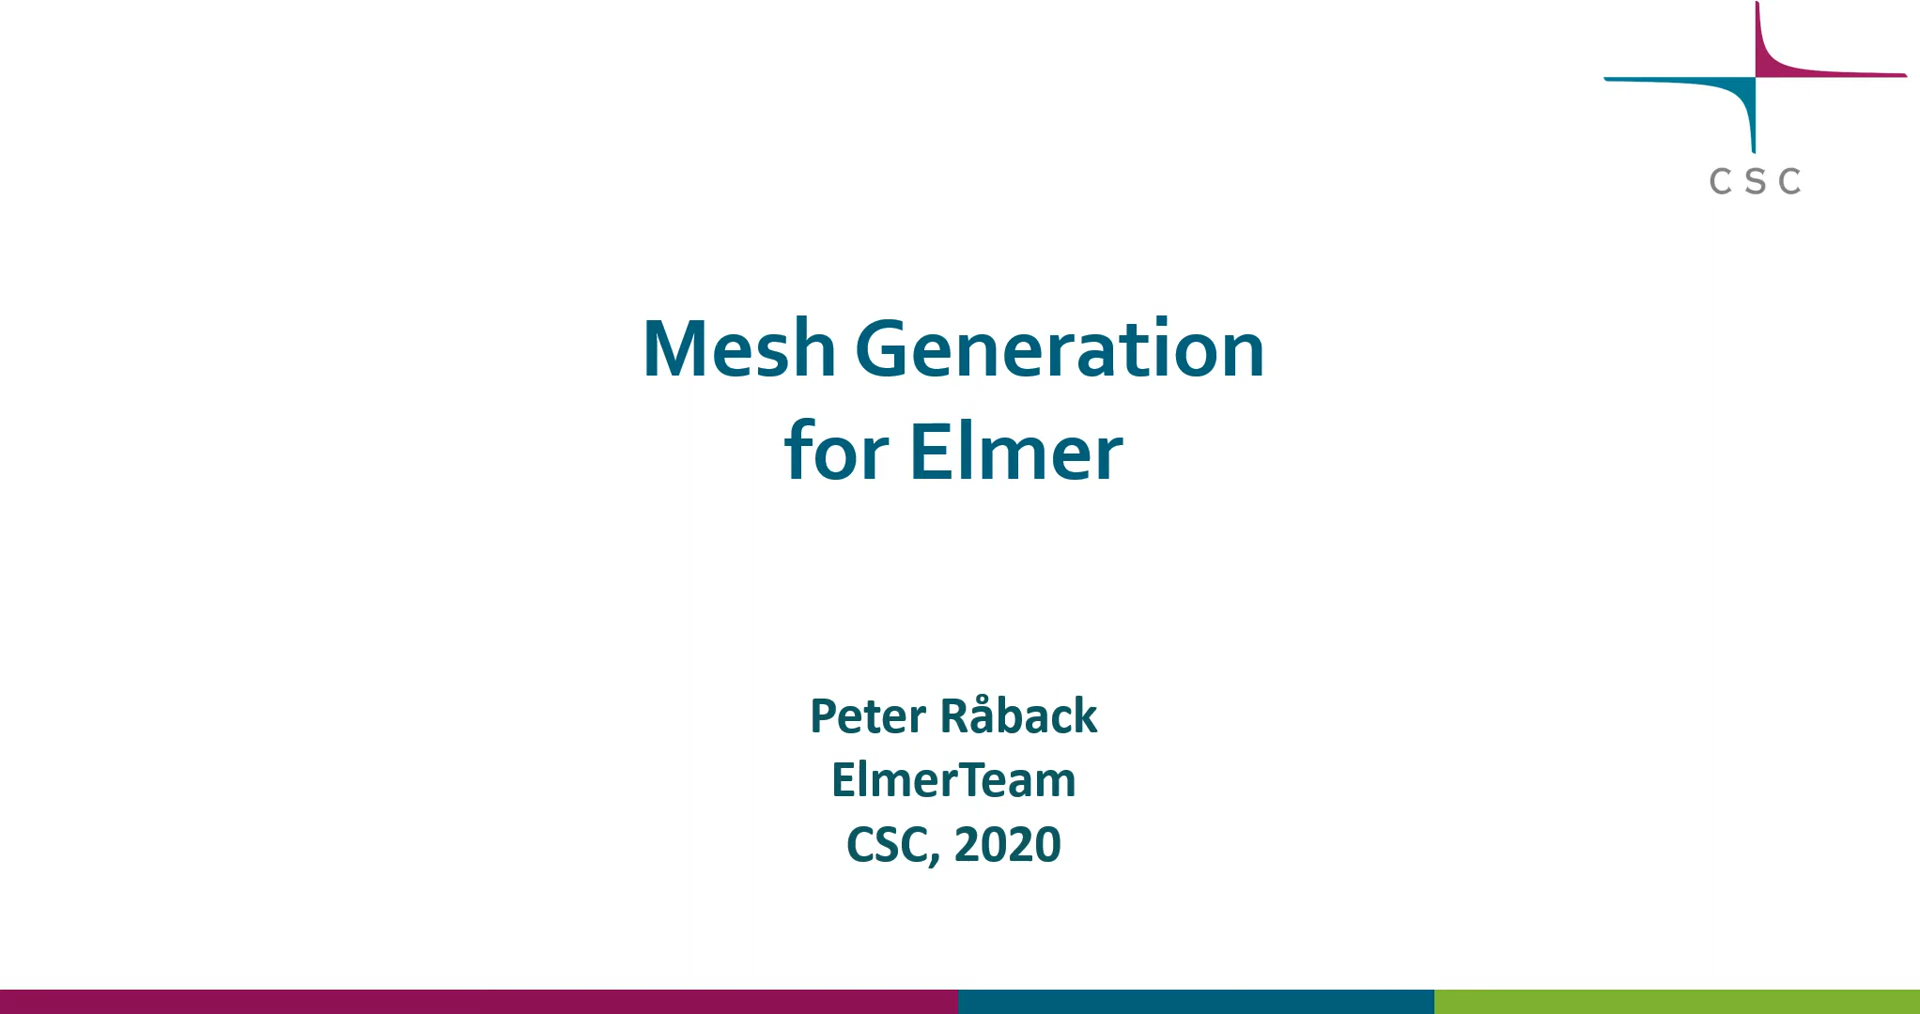 CSC
Mesh Generation
for Elmer
Peter Råback
ElmerTeam
CSC, 2020